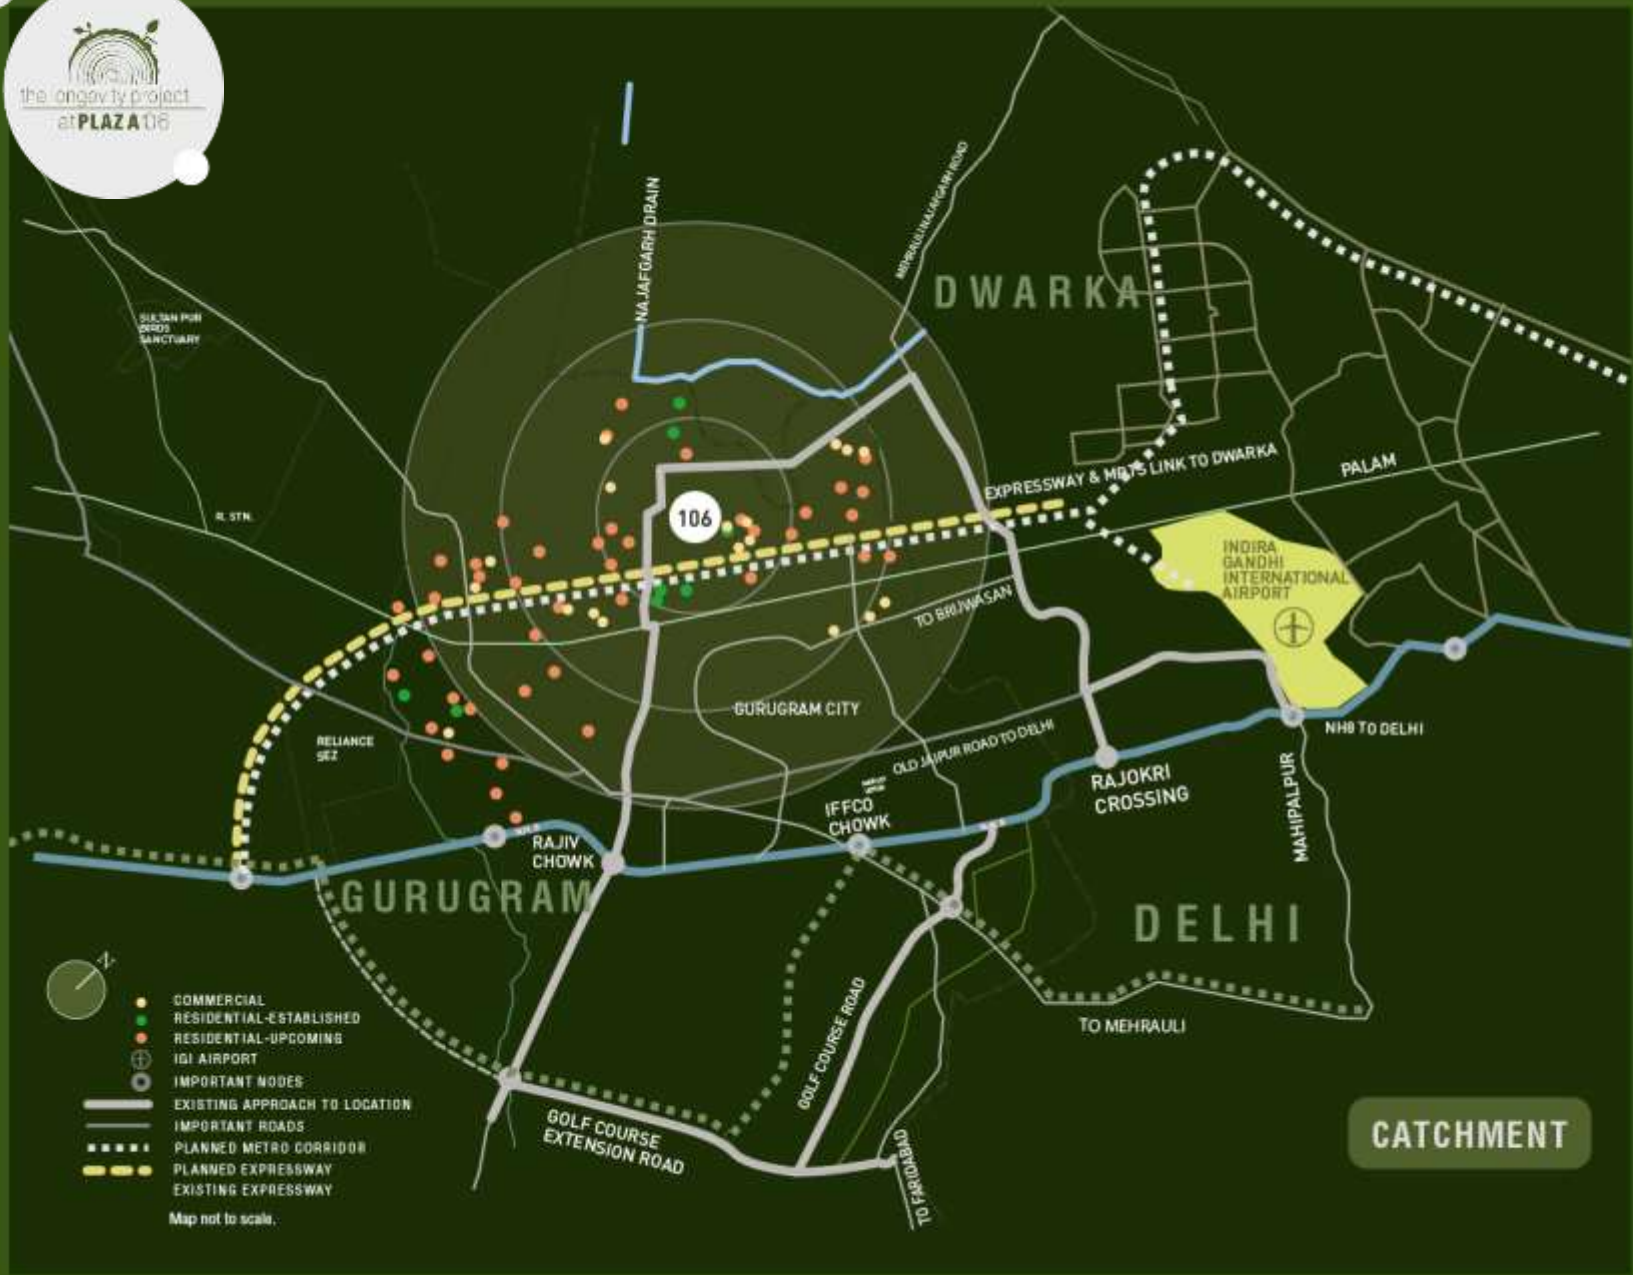 the longevity project
at PLAZA 106
NAJAFGARH DRAIN
MEHRAULI NAJAFGARH ROAD
DWARKA
SULTAN PUR
BIRDS
SANCTUARY
R. STN.
106
EXPRESSWAY & MRTS LINK TO DWARKA
PALAM
INDIRA
GANDHI
INTERNATIONAL
AIRPORT
TO BRIJWASAN
GURUGRAM CITY
OLD JAIPUR ROAD TO DELHI
NH8 TO DELHI
RELIANCE
SEZ
RAJOKRI
CROSSING
MAHIPALPUR
IFFCO
CHOWK
RAJIV
CHOWK
GURUGRAM
DELHI
GOLF COURSE ROAD
TO MEHRAULI
GOLF COURSE
EXTENSION ROAD
TO FARIDABAD
N
COMMERCIAL
RESIDENTIAL-ESTABLISHED
RESIDENTIAL-UPCOMING
IGI AIRPORT
IMPORTANT NODES
EXISTING APPROACH TO LOCATION
IMPORTANT ROADS
PLANNED METRO CORRIDOR
PLANNED EXPRESSWAY
EXISTING EXPRESSWAY
Map not to scale.
CATCHMENT